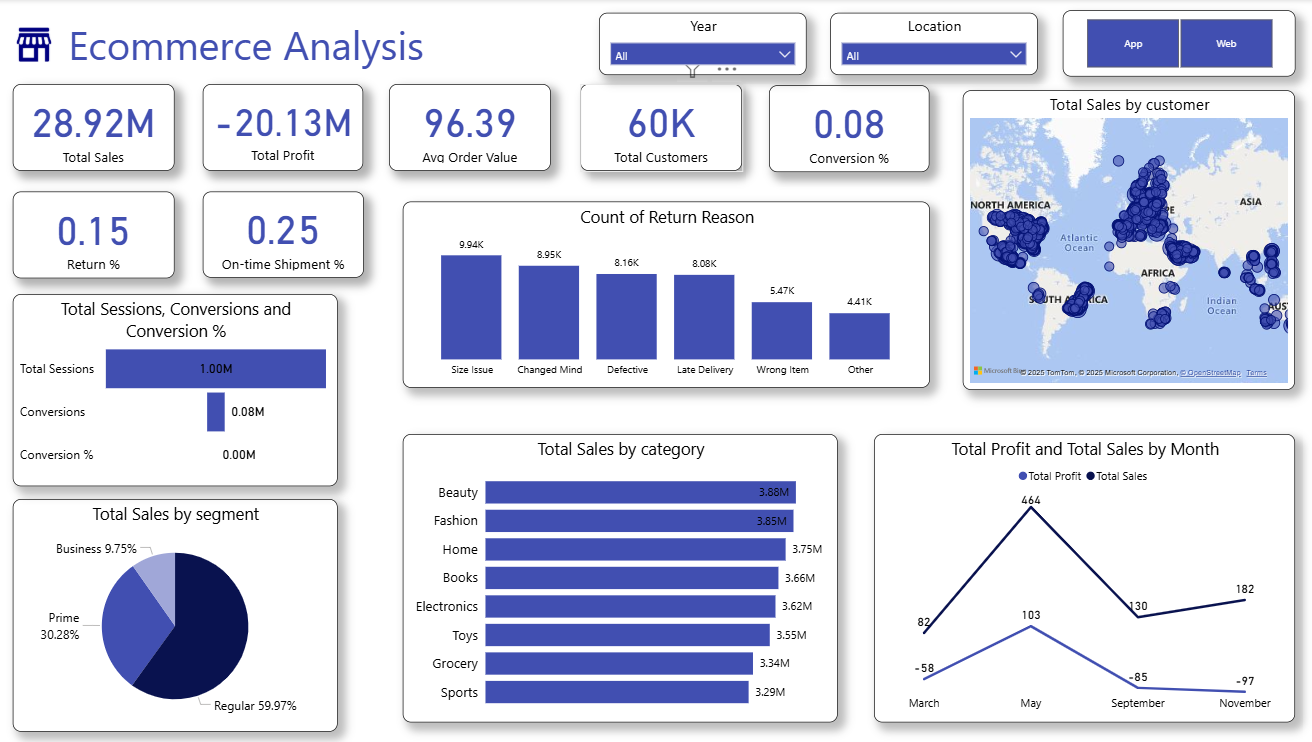 Ecommerce Analysis
Year
All
Location
All
App
Web
28.92M
Total Sales
-20.13M
Total Profit
96.39
Avg Order Value
60K
Total Customers
0.08
Conversion %
0.15
Return %
0.25
On-time Shipment %
Total Sessions, Conversions and
Conversion %
Total Sessions
1.00M
Conversions
0.08M
Conversion %
0.00M
Total Sales by segment
Business 9.75%
Prime
30.28%
Regular 59.97%
Count of Return Reason
9.94K
8.95K
8.16K
8.08K
5.47K
4.41K
Size Issue
Changed Mind
Defective
Late Delivery
Wrong Item
Other
Total Sales by customer
NORTH AMERICA
PE
ASIA
Atlantic
Ocean
AFRICA
SOUTH AMERICA
Indian
Ocean
AUS
Microsoft Bing
© 2025 TomTom, © 2025 Microsoft Corporation, © OpenStreetMap Terms
Total Sales by category
Beauty 3.88M
Fashion 3.85M
Home 3.75M
Books 3.66M
Electronics 3.62M
Toys 3.55M
Grocery 3.34M
Sports 3.29M
Total Profit and Total Sales by Month
Total Profit Total Sales
464
182
130
82
103
-58
-85
-97
March
May
September
November